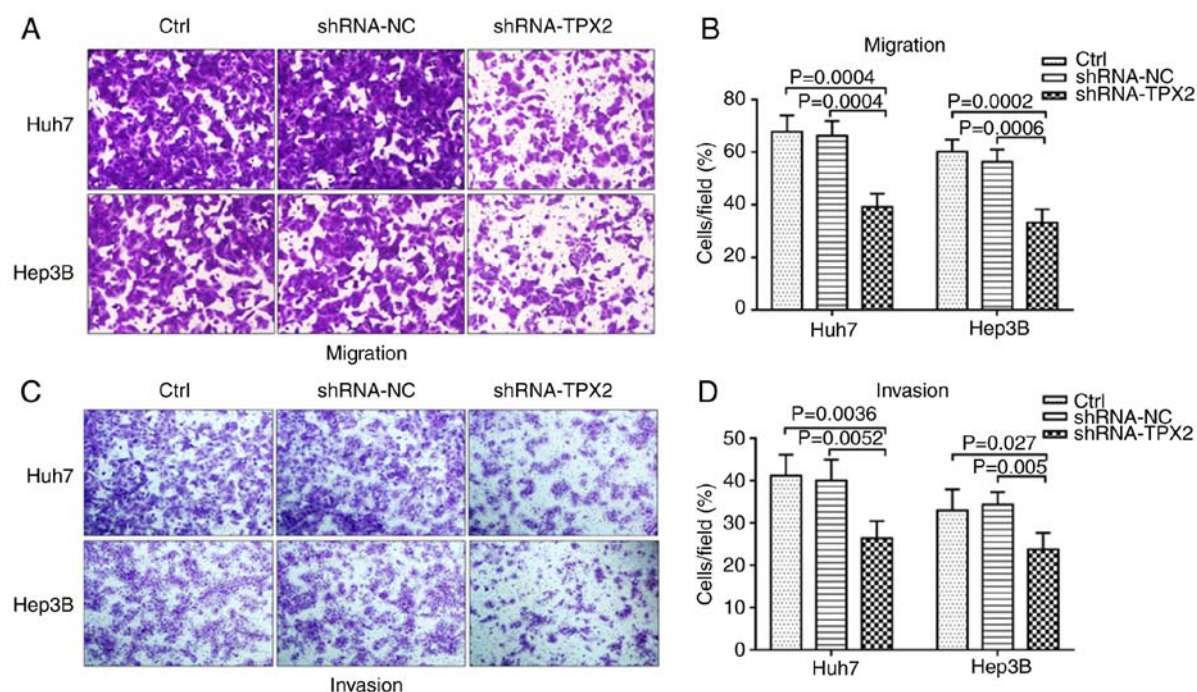 A
Ctrl shRNA-NC shRNA-TPX2
Huh7
Hep3B
Migration
B
Migration
Ctrl
shRNA-NC
shRNA-TPX2
P=0.0004
P=0.0004
P=0.0002
P=0.0006
Cells/field (%)
80
60
40
20
0
Huh7 Hep3B
C
Ctrl shRNA-NC shRNA-TPX2
Huh7
Hep3B
Invasion
D
Invasion
Ctrl
shRNA-NC
shRNA-TPX2
P=0.0036
P=0.0052
P=0.027
P=0.005
Cells/field (%)
50
40
30
20
10
0
Huh7 Hep3B